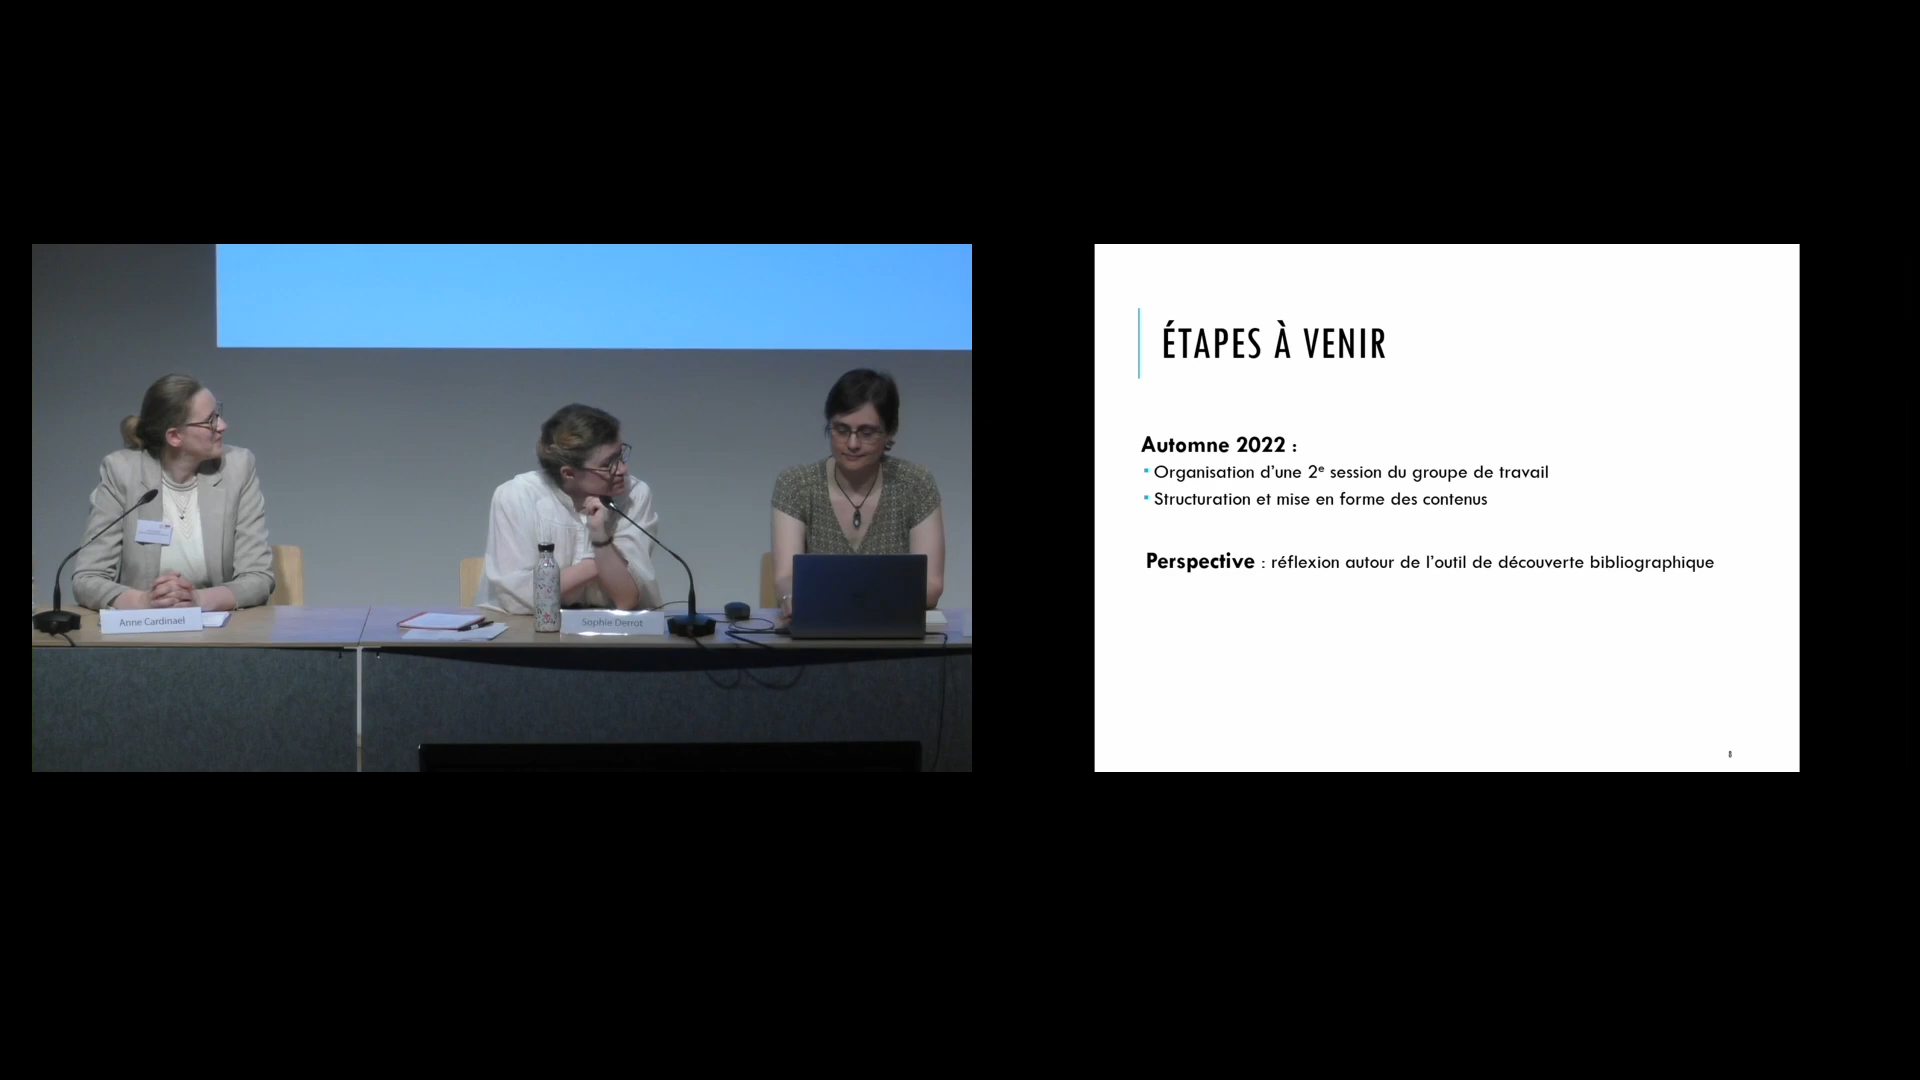 Anne Cardinael
Sophie Derrot
ÉTAPES À VENIR
Automne 2022 :
Organisation d’une 2e session du groupe de travail
Structuration et mise en forme des contenus
Perspective : réflexion autour de l’outil de découverte bibliographique
8